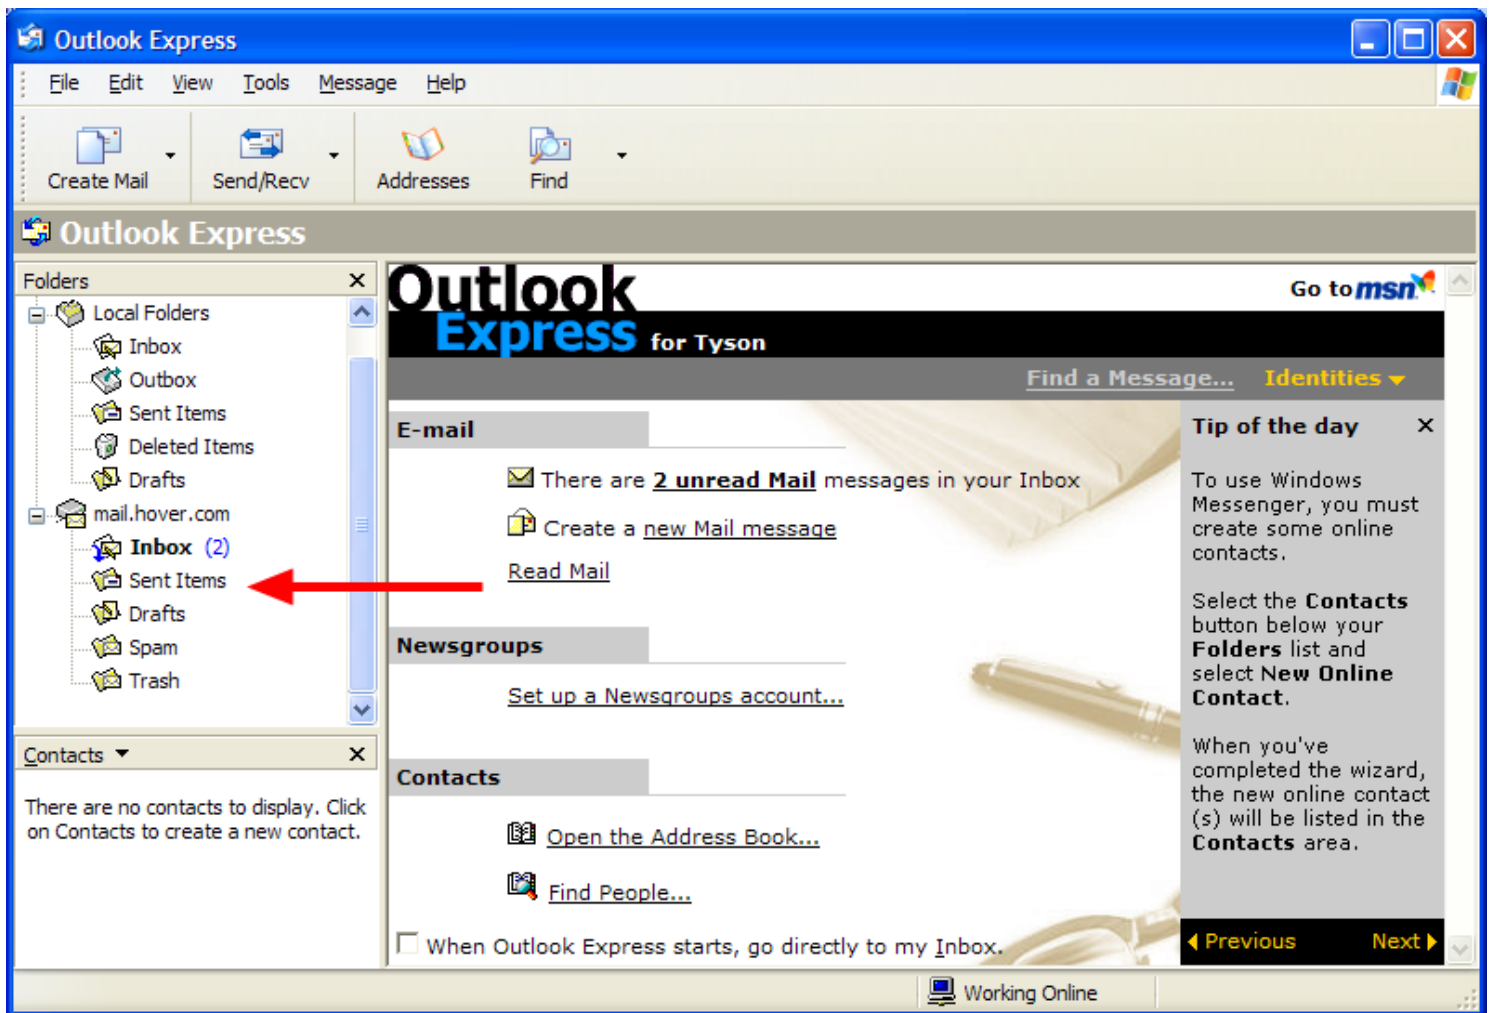 Outlook Express
File Edit View Tools Message Help
Create Mail Send/Recv Addresses Find
Outlook Express
Folders
Local Folders
Inbox
Outbox
Sent Items
Deleted Items
Drafts
mail.hover.com
Inbox (2)
Sent Items
Drafts
Spam
Trash
Contacts
There are no contacts to display. Click
on Contacts to create a new contact.
Outlook
Express for Tyson
Go to msn
Find a Message... Identities
E-mail
There are 2 unread Mail messages in your Inbox
Create a new Mail message
Read Mail
Newsgroups
Set up a Newsgroups account...
Contacts
Open the Address Book...
Find People...
When Outlook Express starts, go directly to my Inbox.
Tip of the day
To use Windows
Messenger, you must
create some online
contacts.
Select the Contacts
button below your
Folders list and
select New Online
Contact.
When you've
completed the wizard,
the new online contact
(s) will be listed in the
Contacts area.
Previous Next
Working Online